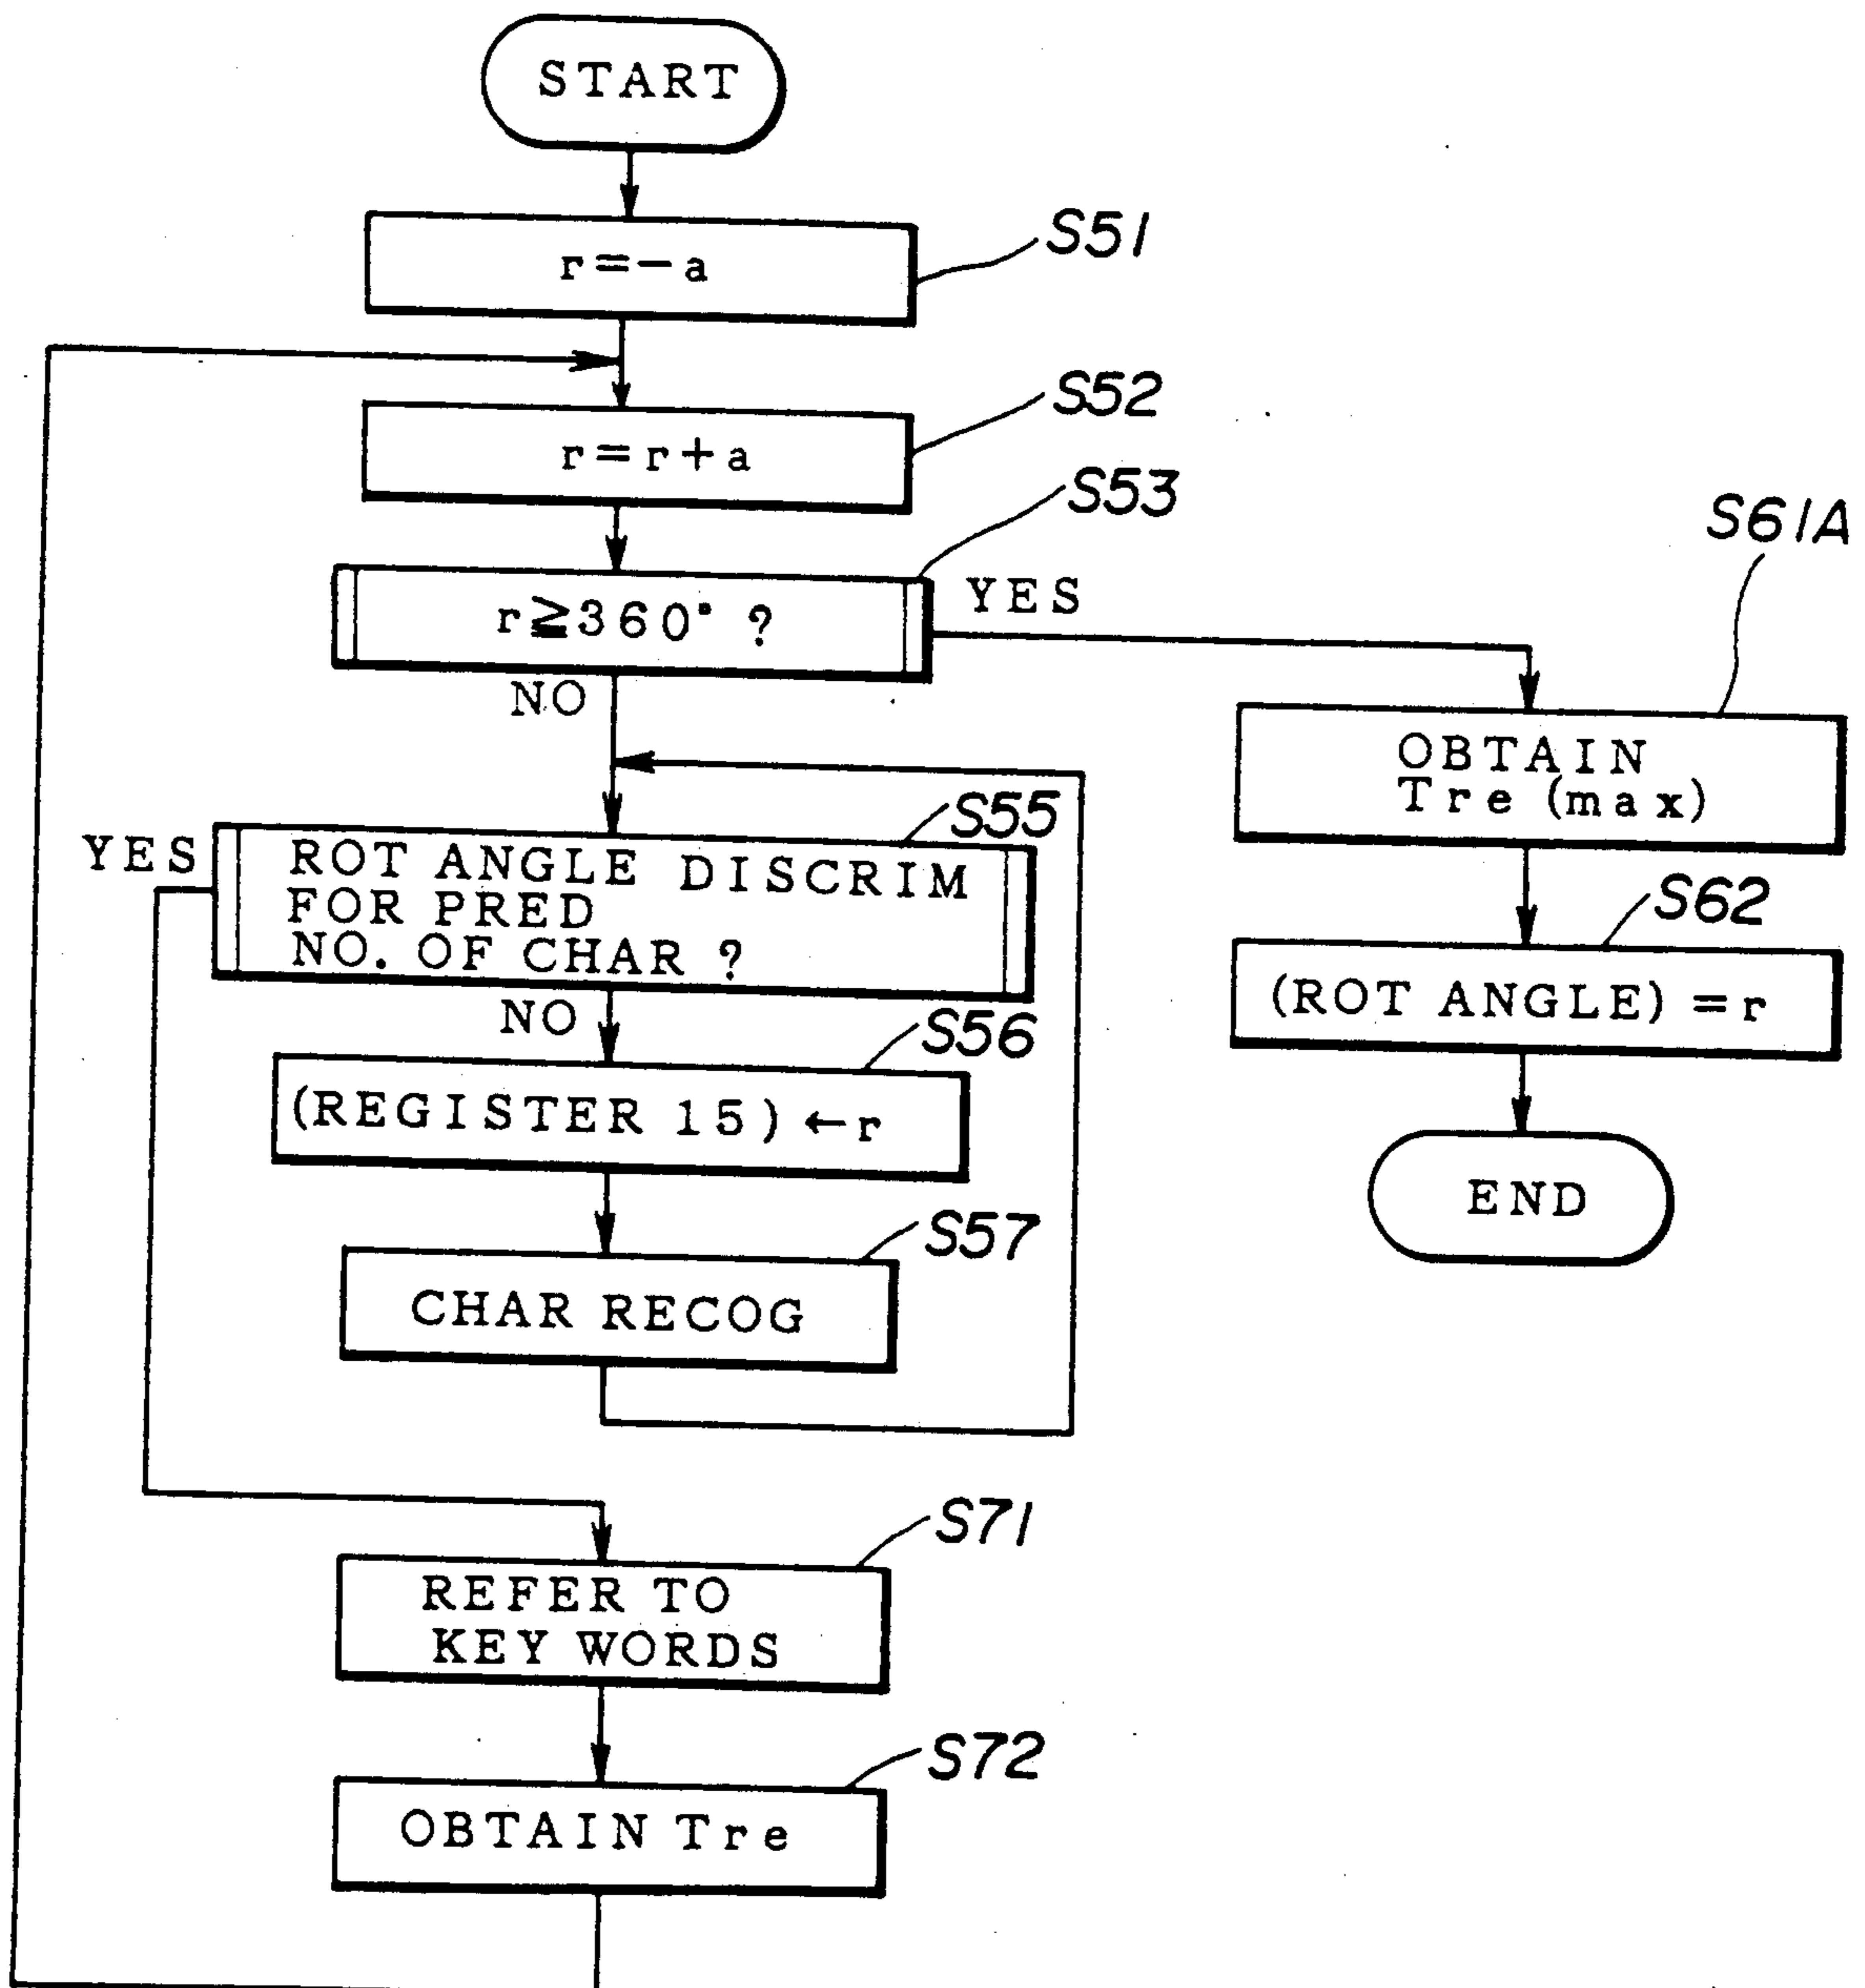 START
S51
r=-a
S52
r=r+a
S53
r≧360° ?
YES
NO
S61A
OBTAIN
Tre (max)
S62
(ROT ANGLE) =r
END
S55
YES
ROT ANGLE DISCRIM
FOR PRED
NO. OF CHAR ?
NO
S56
(REGISTER 15) ←r
S57
CHAR RECOG
S71
REFER TO
KEY WORDS
S72
OBTAIN Tre